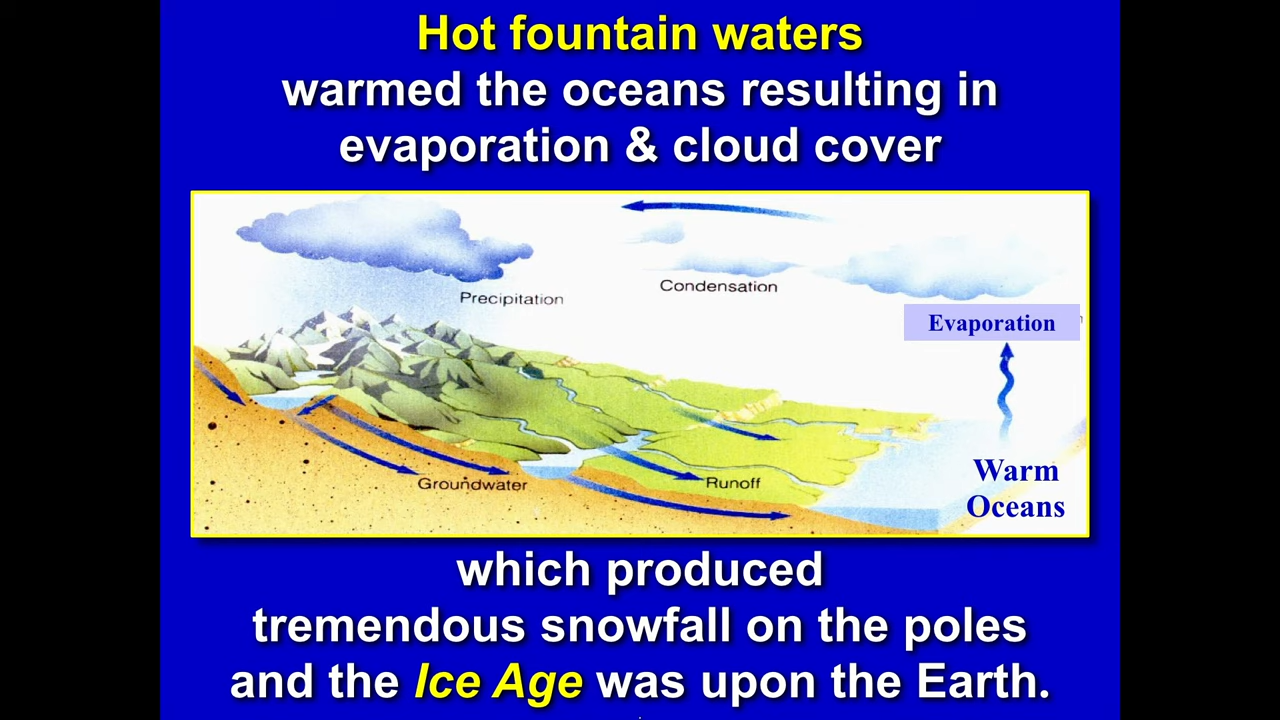 Hot fountain waters
warmed the oceans resulting in
evaporation & cloud cover
Precipitation
Condensation
Evaporation
Warm
Oceans
Groundwater
Runoff
which produced
tremendous snowfall on the poles
and the Ice Age was upon the Earth.